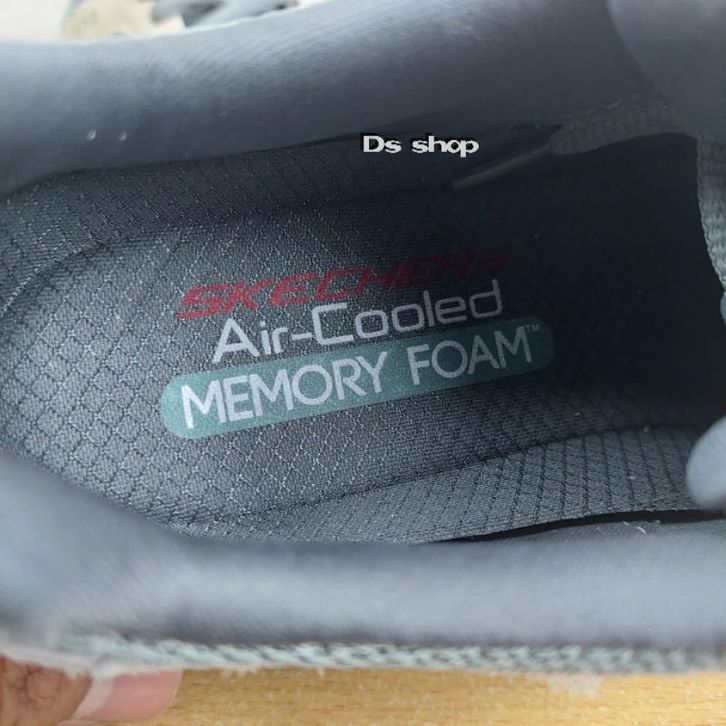 Ds shop
SKECHERS
Air-Cooled
MEMORY FOAM™